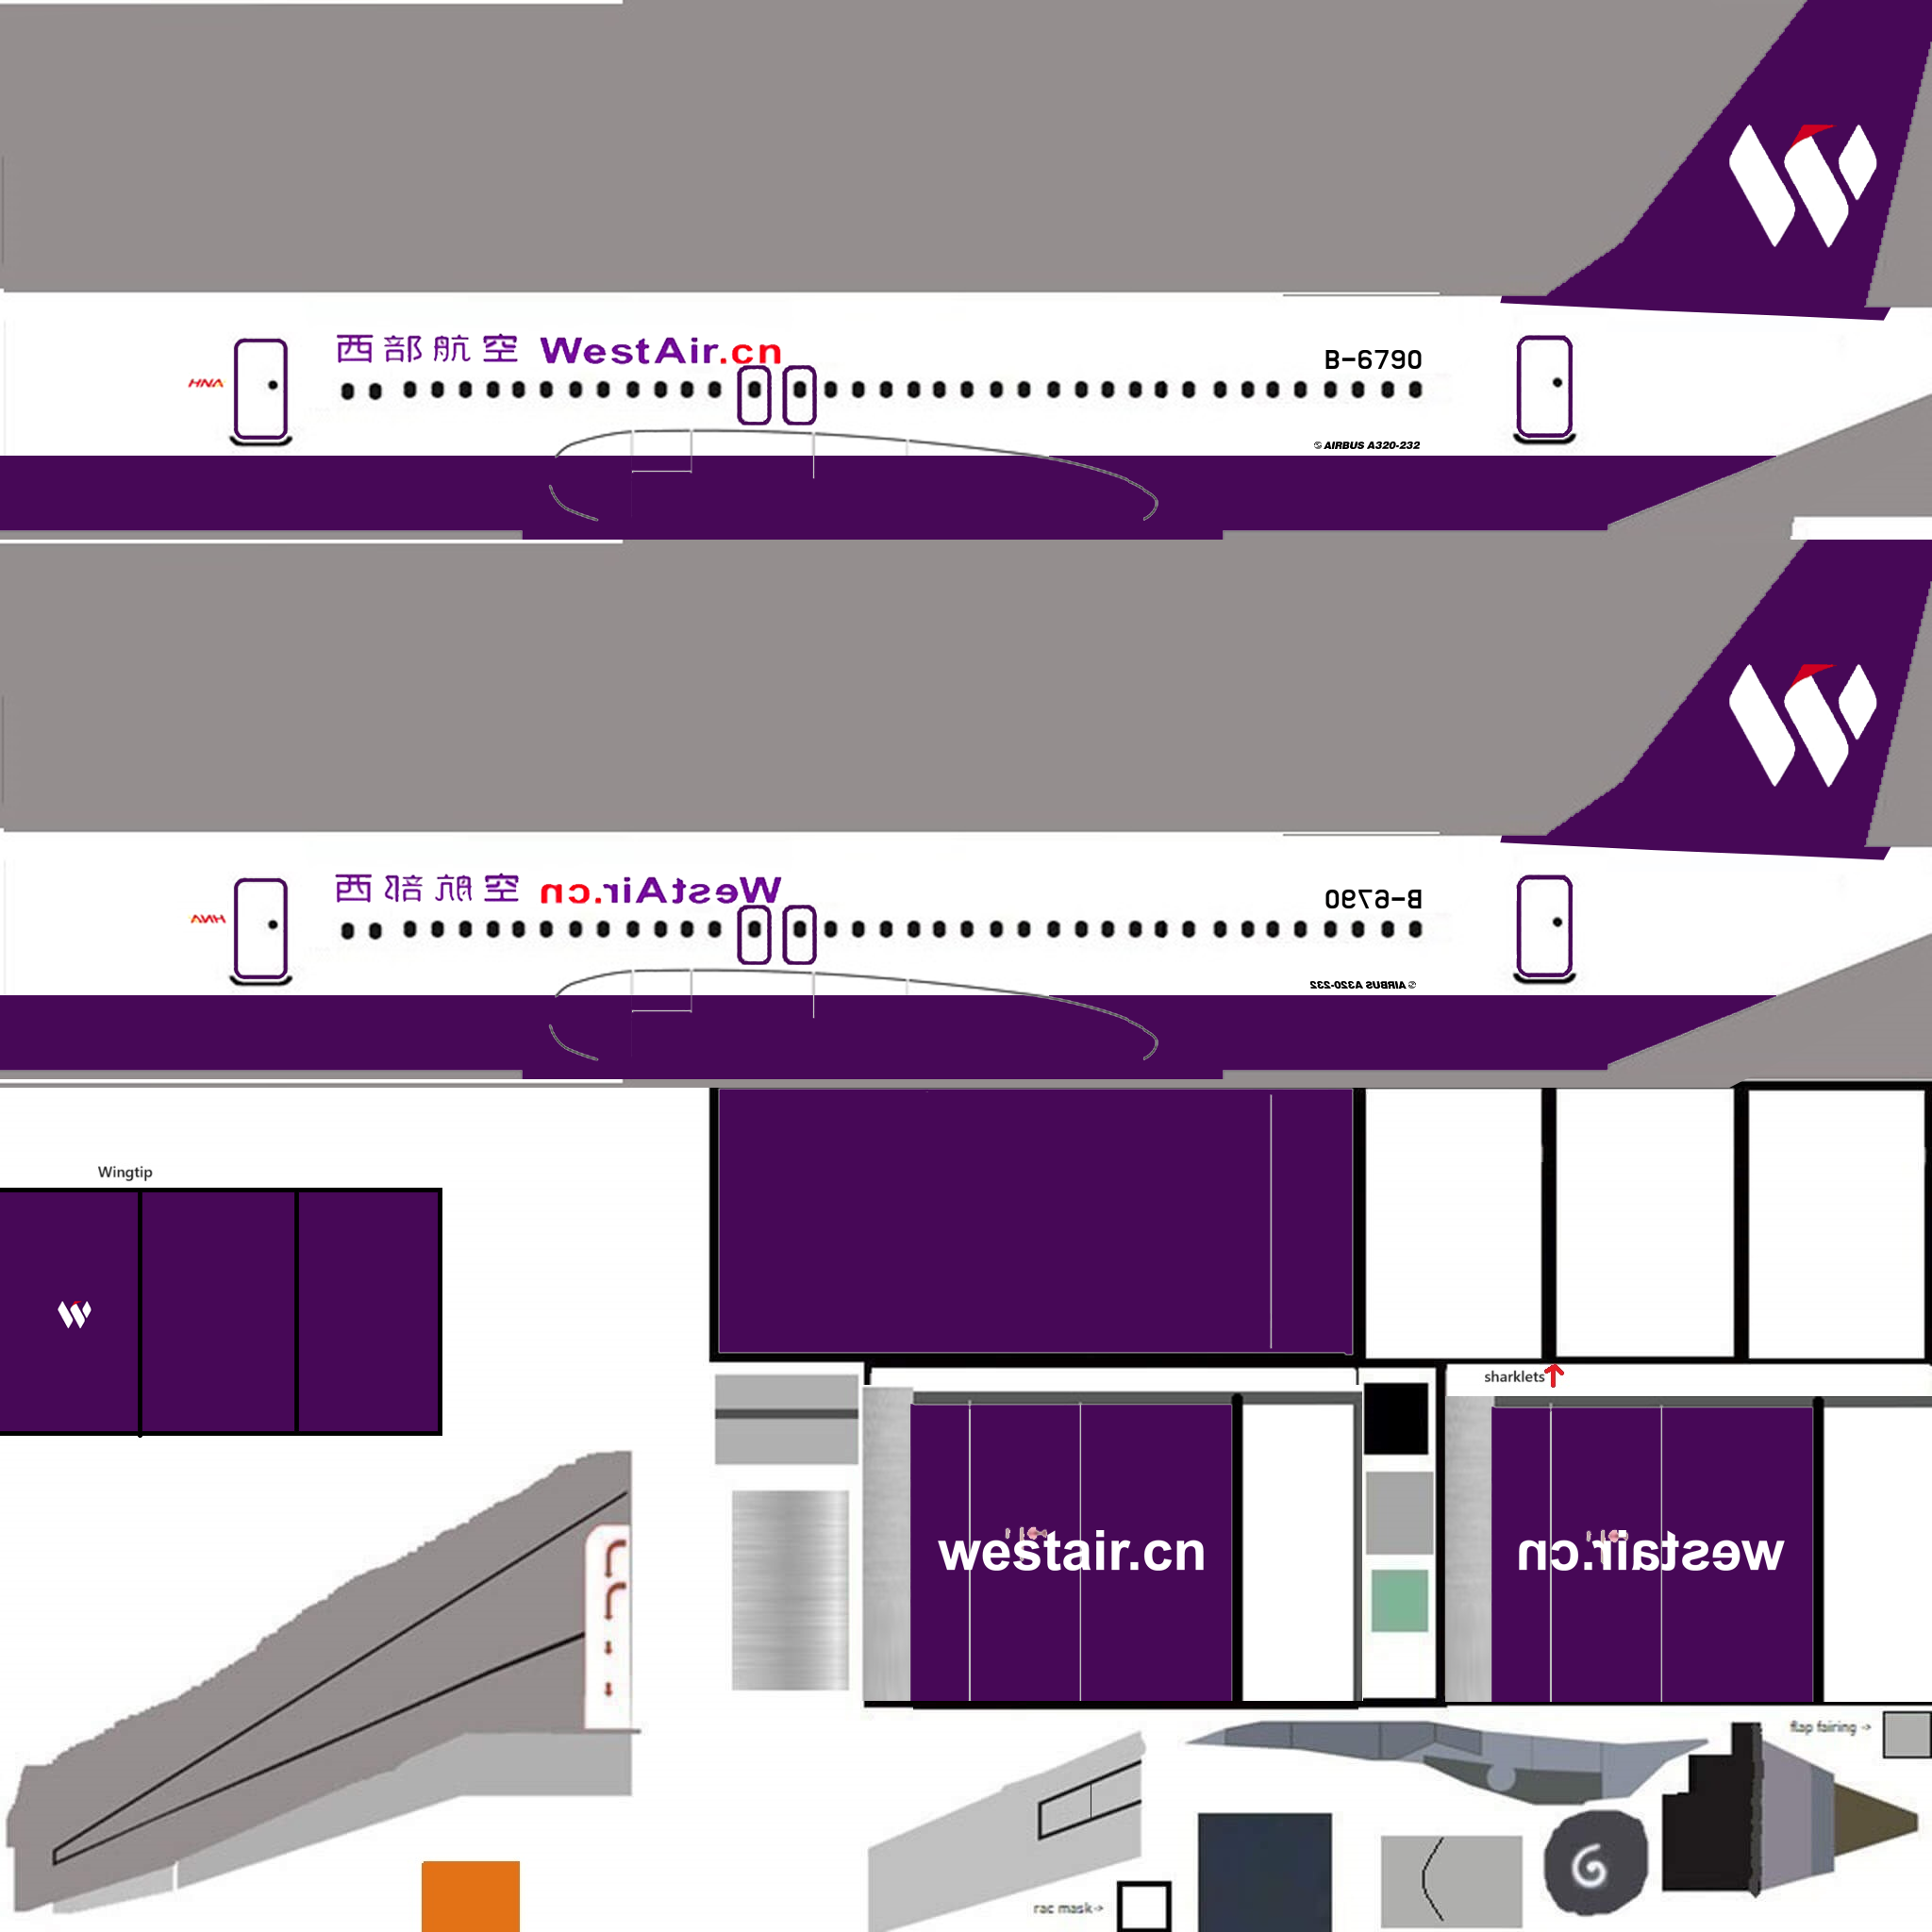 西部航空 WestAir.cn
HNA
B-6790
AIRBUS A320-232
西部航空 WestAir.cn
HNA
B-6790
AIRBUS A320-232
Wingtip
sharklets
westair.cn
westair.cn
flap fairing ->
rac mask->